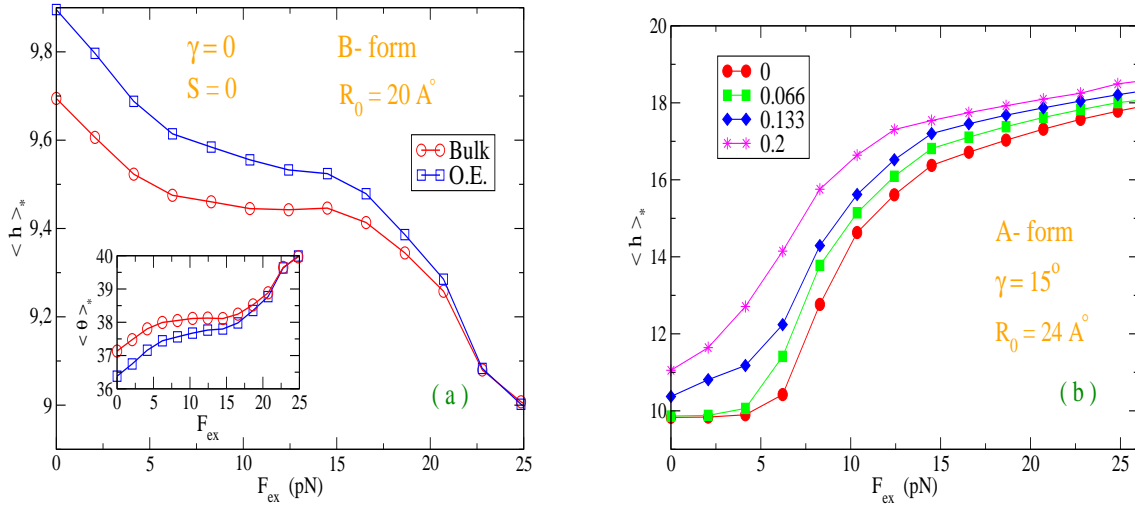 γ = 0
S = 0
B- form
R₀ = 20 A°
Bulk
O.E.
9,8
9,6
9,4
9,2
9
< h >*
0
5
10
15
20
25
F_ex (pN)
( a )
40
39
38
37
36
< θ >*
0
5
10
15
20
25
F_ex
20
18
16
14
12
10
< h >*
0
0.066
0.133
0.2
A- form
γ = 15°
R₀ = 24 A°
( b )
0
5
10
15
20
25
F_ex (pN)